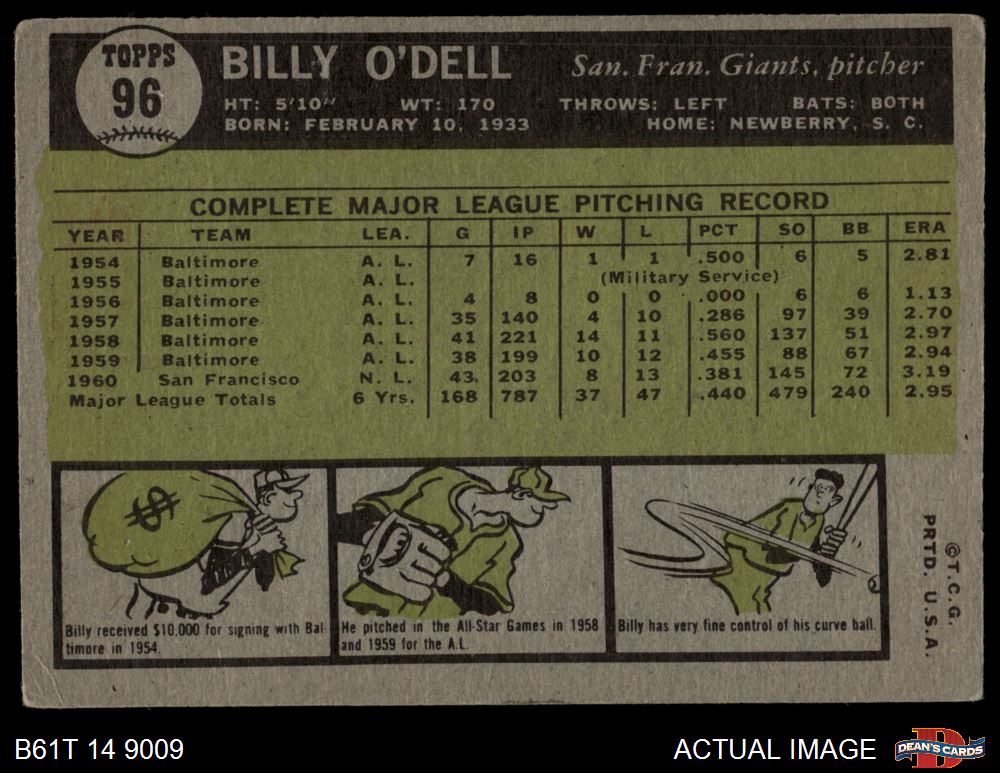 TOPPS
96
BILLY O'DELL
San. Fran. Giants, pitcher
HT: 5'10" WT: 170 THROWS: LEFT BATS: BOTH
BORN: FEBRUARY 10, 1933 HOME: NEWBERRY, S. C.
COMPLETE MAJOR LEAGUE PITCHING RECORD
YEAR TEAM LEA. G IP W L PCT SO BB ERA
1954 Baltimore A. L. 7 16 1 1 .500 6 5 2.81
1955 Baltimore A. L. (Military Service)
1956 Baltimore A. L. 4 8 0 0 .000 6 6 1.13
1957 Baltimore A. L. 35 140 4 10 .286 97 39 2.70
1958 Baltimore A. L. 41 221 14 11 .560 137 51 2.97
1959 Baltimore A. L. 38 199 10 12 .455 88 67 2.94
1960 San Francisco N. L. 43 203 8 13 .381 145 72 3.19
Major League Totals 6 Yrs. 168 787 37 47 .440 479 240 2.95
$
Billy received $10,000 for signing with Bal-
timore in 1954.
He pitched in the All-Star Games in 1958
and 1959 for the A.L.
Billy has very fine control of his curve ball.
©T.C.G.
PRTD. U.S.A.
B61T 14 9009
ACTUAL IMAGE
D
DEAN'S CARDS